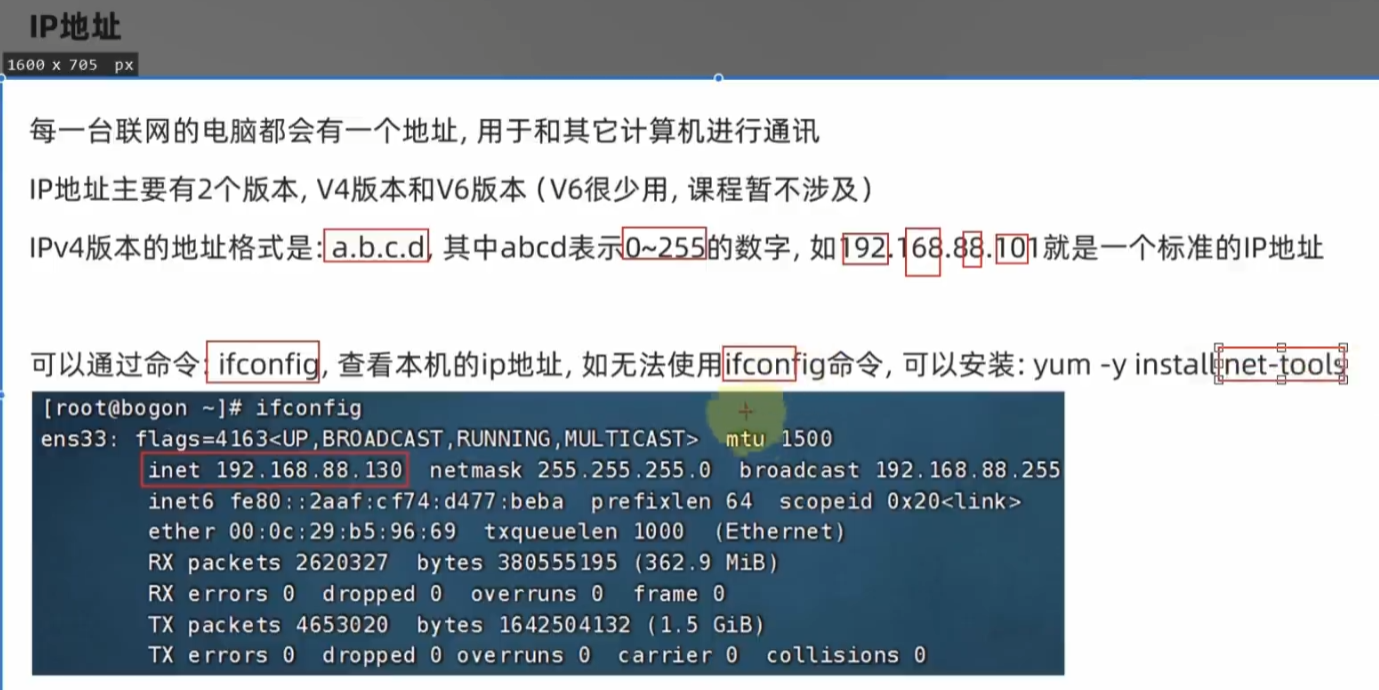 IP地址
1600 x 705 px
每一台联网的电脑都会有一个地址, 用于和其它计算机进行通讯
IP地址主要有2个版本, V4版本和V6版本 (V6很少用, 课程暂不涉及)
IPv4版本的地址格式是: a.b.c.d, 其中abcd表示0~255的数字, 如192.168.88.101就是一个标准的IP地址
可以通过命令: ifconfig, 查看本机的ip地址, 如无法使用ifconfig命令, 可以安装: yum -y install net-tools
[root@bogon ~]# ifconfig
ens33: flags=4163<UP,BROADCAST,RUNNING,MULTICAST> mtu 1500
inet 192.168.88.130 netmask 255.255.255.0 broadcast 192.168.88.255
inet6 fe80::2aaf:cf74:d477:beba prefixlen 64 scopeid 0x20<link>
ether 00:0c:29:b5:96:69 txqueuelen 1000 (Ethernet)
RX packets 2620327 bytes 380555195 (362.9 MiB)
RX errors 0 dropped 0 overruns 0 frame 0
TX packets 4653020 bytes 1642504132 (1.5 GiB)
TX errors 0 dropped 0 overruns 0 carrier 0 collisions 0